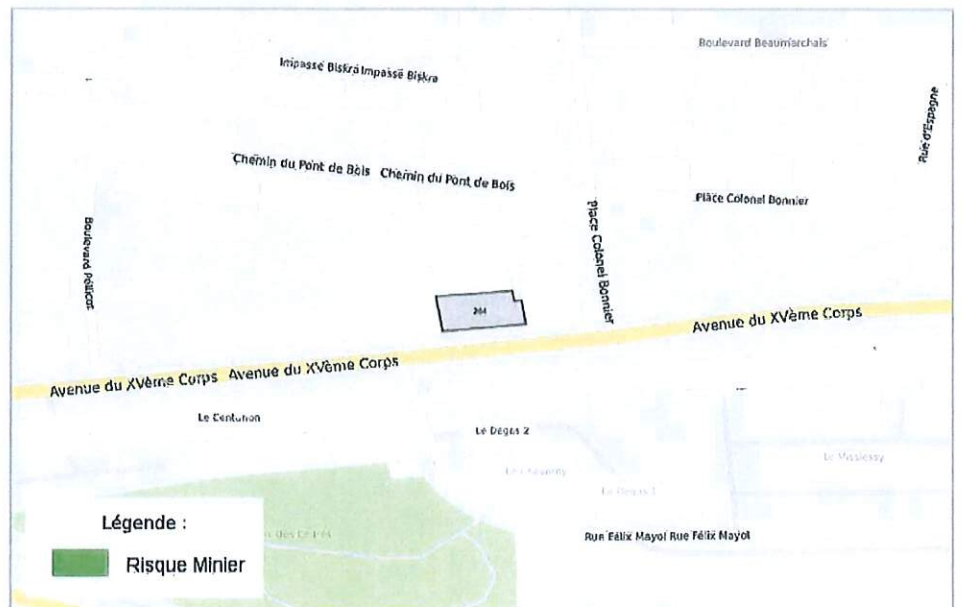 Boulevard Beaumarchais
Impasse Biskra Impasse Biskra
Rue d'Espagne
Chemin du Pont de Bois Chemin du Pont de Bois
Place Colonel Bonnier
Boulevard Pellicot
Place Colonel Bonnier
Avenue du XVème Corps
Avenue du XVème Corps Avenue du XVème Corps
Le Centurion
Le Degas 2
Le Missiessy
Le Degas 1
Rue Félix Mayol Rue Félix Mayol
Légende :
Risque Minier